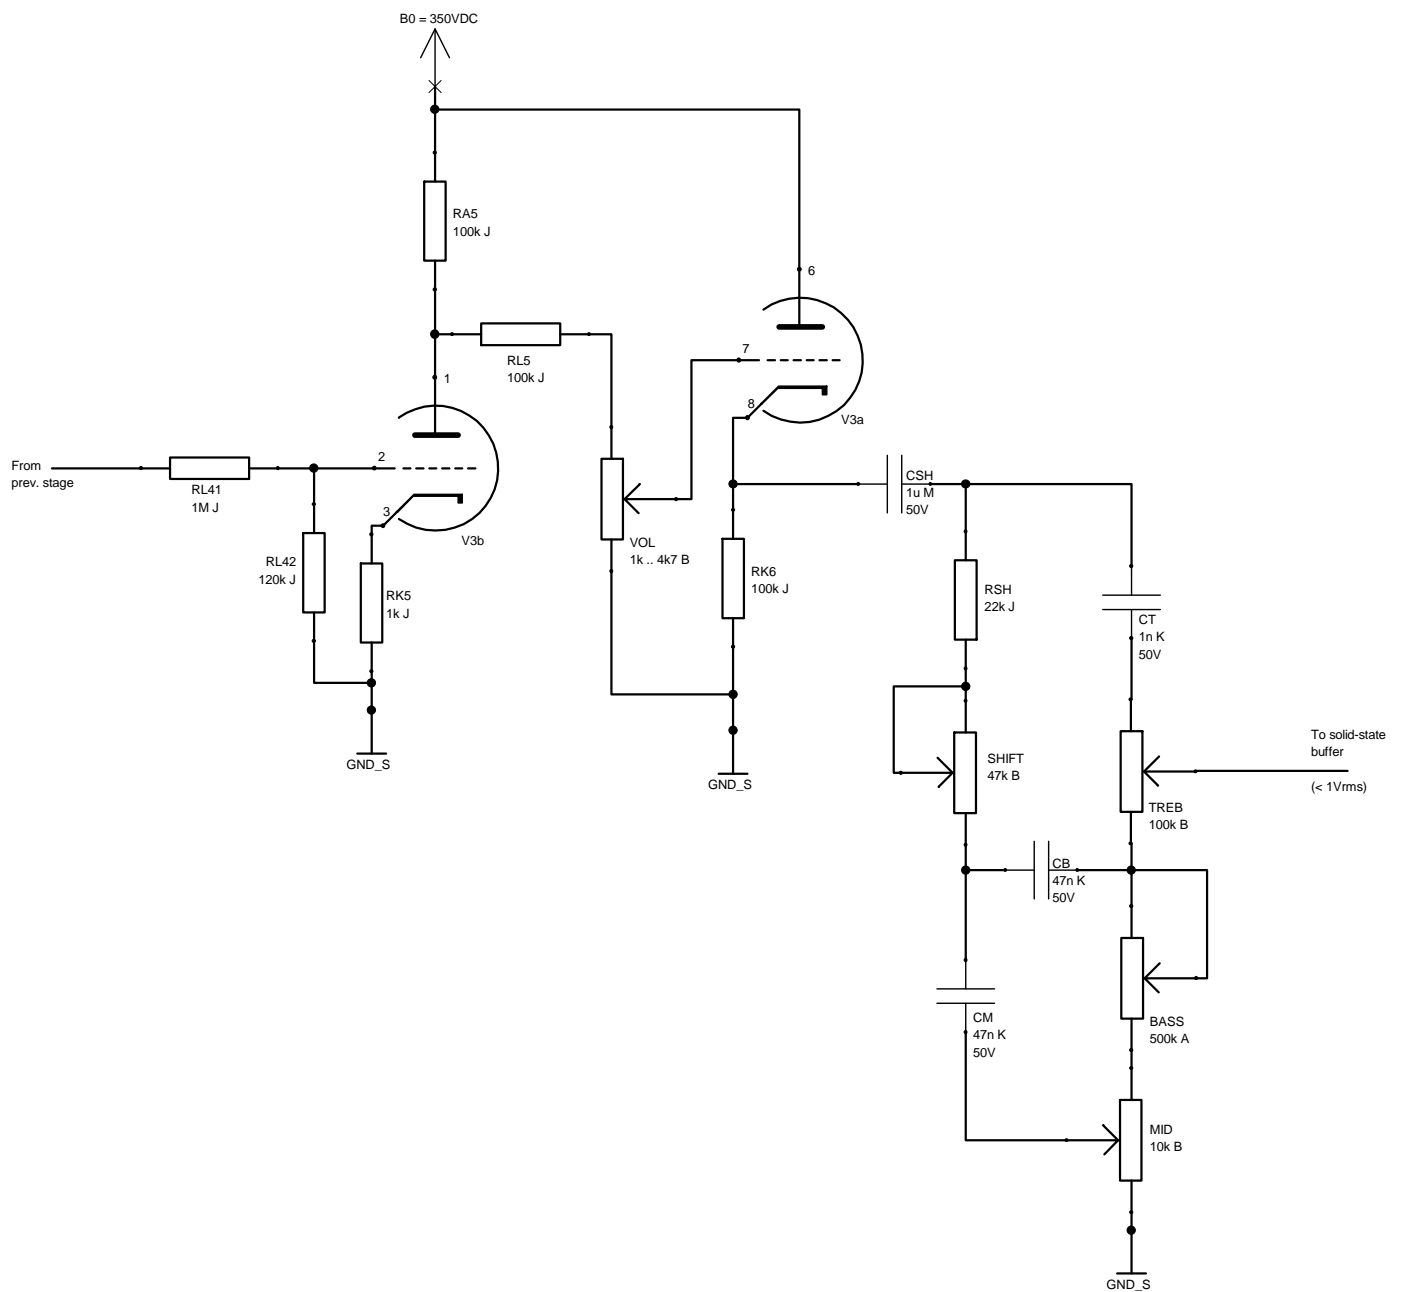 B0 = 350VDC
RA5
100k J
6
RL5
100k J
7
1
8
V3a
From
prev. stage
RL41
1M J
2
3
V3b
RL42
120k J
RK5
1k J
VOL
1k .. 4k7 B
RK6
100k J
CSH
1u M
50V
RSH
22k J
CT
1n K
50V
GND_S
GND_S
SHIFT
47k B
To solid-state
buffer
(< 1Vrms)
TREB
100k B
CB
47n K
50V
CM
47n K
50V
BASS
500k A
MID
10k B
GND_S